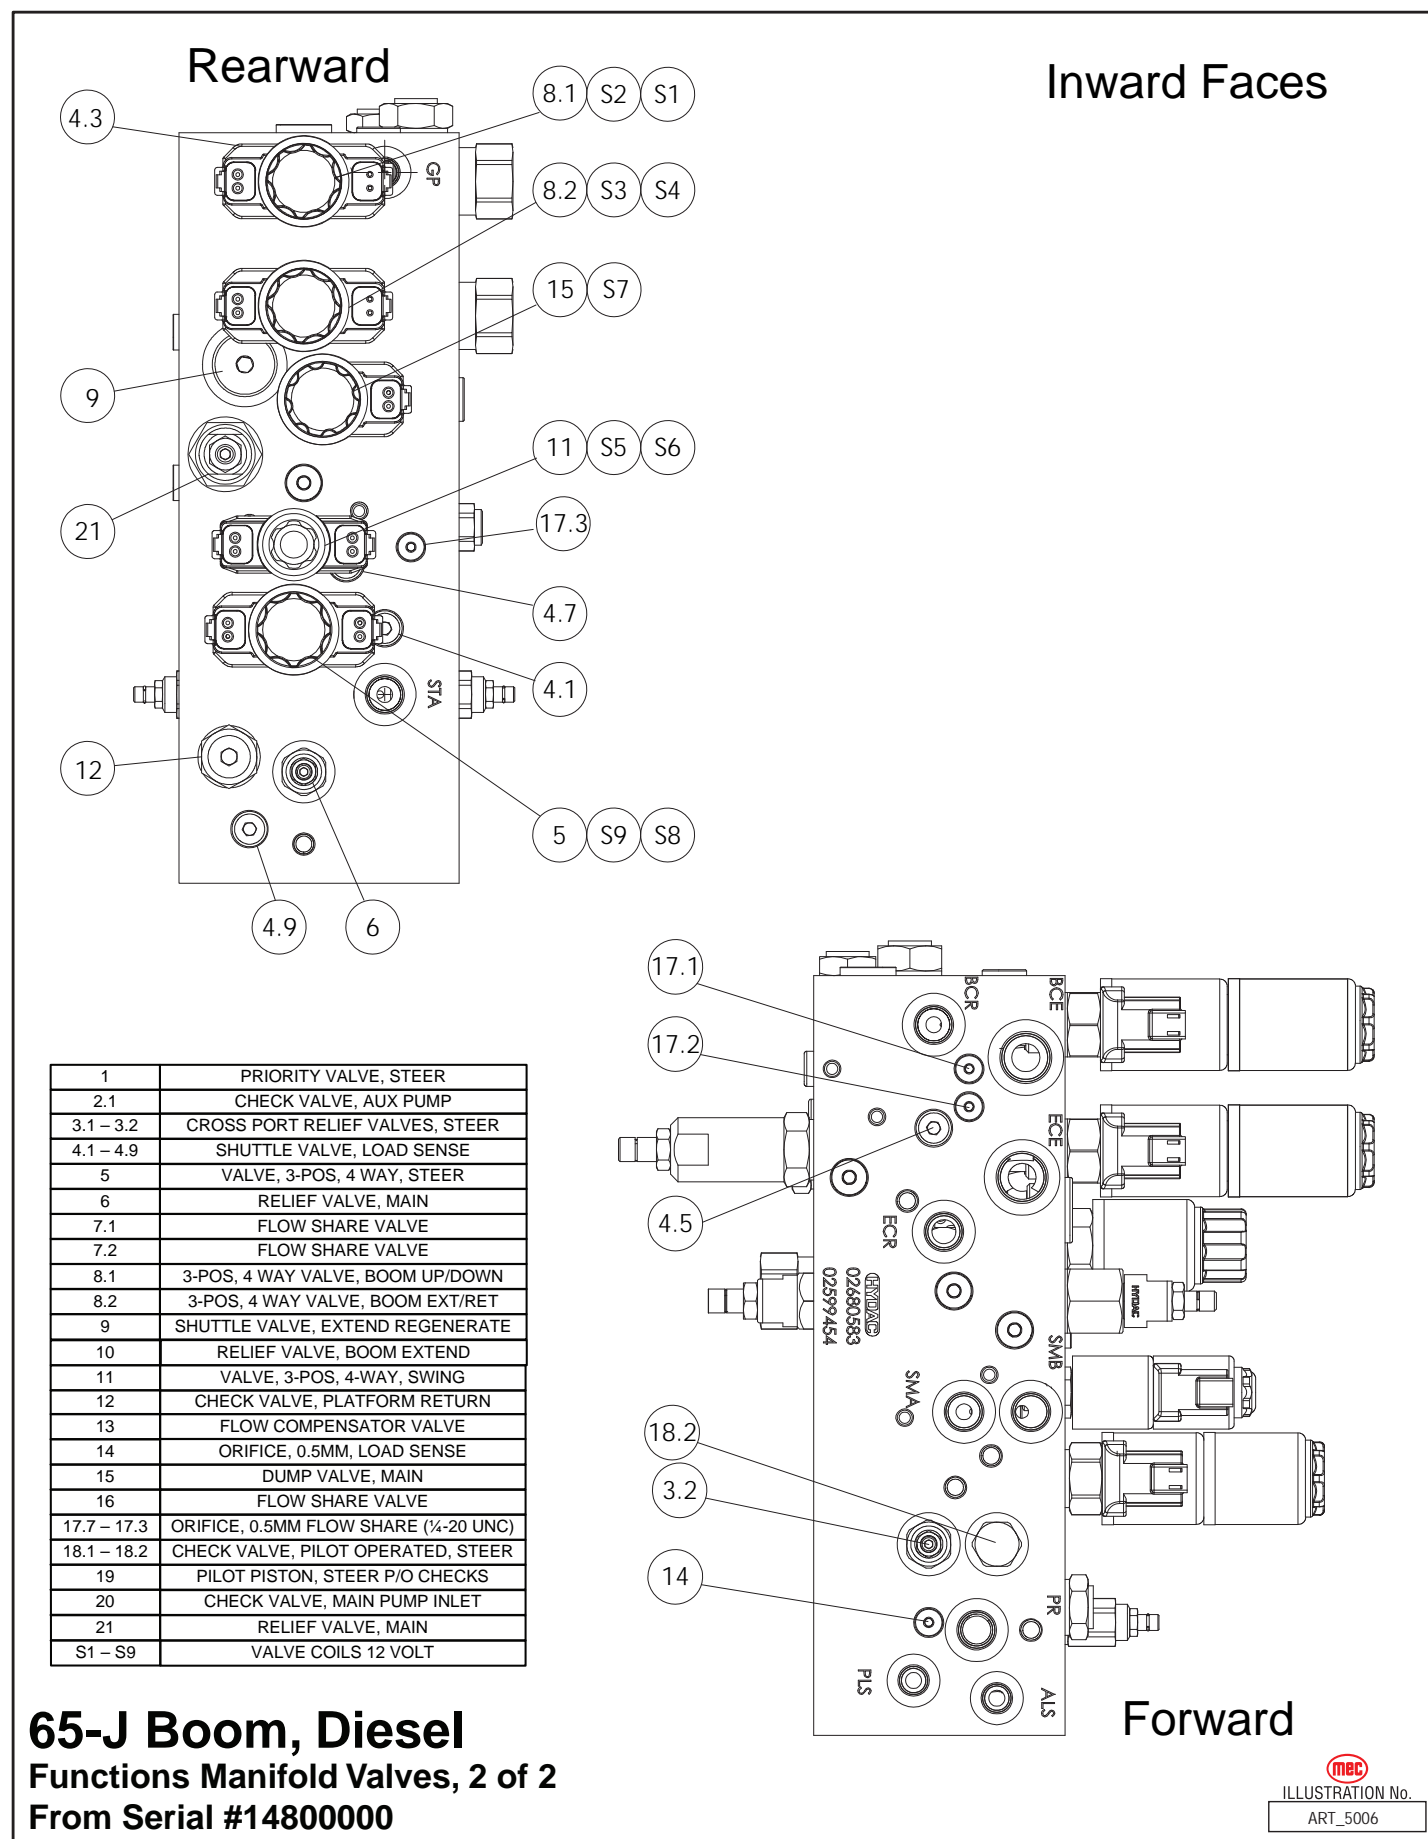 Rearward
Inward Faces
4.3
8.1 S2 S1
GP
8.2 S3 S4
15 S7
9
11 S5 S6
21
17.3
4.7
4.1
STA
12
5 S9 S8
4.9
6
17.1
BCR
BCE
17.2
ECE
4.5
ECR
HYDAC
02680583
02599454
HYDAC
SMB
SMA
18.2
3.2
14
PR
PLS
ALS
1 PRIORITY VALVE, STEER
2.1 CHECK VALVE, AUX PUMP
3.1 – 3.2 CROSS PORT RELIEF VALVES, STEER
4.1 – 4.9 SHUTTLE VALVE, LOAD SENSE
5 VALVE, 3-POS, 4 WAY, STEER
6 RELIEF VALVE, MAIN
7.1 FLOW SHARE VALVE
7.2 FLOW SHARE VALVE
8.1 3-POS, 4 WAY VALVE, BOOM UP/DOWN
8.2 3-POS, 4 WAY VALVE, BOOM EXT/RET
9 SHUTTLE VALVE, EXTEND REGENERATE
10 RELIEF VALVE, BOOM EXTEND
11 VALVE, 3-POS, 4-WAY, SWING
12 CHECK VALVE, PLATFORM RETURN
13 FLOW COMPENSATOR VALVE
14 ORIFICE, 0.5MM, LOAD SENSE
15 DUMP VALVE, MAIN
16 FLOW SHARE VALVE
17.7 – 17.3 ORIFICE, 0.5MM FLOW SHARE (¼-20 UNC)
18.1 – 18.2 CHECK VALVE, PILOT OPERATED, STEER
19 PILOT PISTON, STEER P/O CHECKS
20 CHECK VALVE, MAIN PUMP INLET
21 RELIEF VALVE, MAIN
S1 – S9 VALVE COILS 12 VOLT
65-J Boom, Diesel
Functions Manifold Valves, 2 of 2
From Serial #14800000
Forward
mec
ILLUSTRATION No.
ART_5006